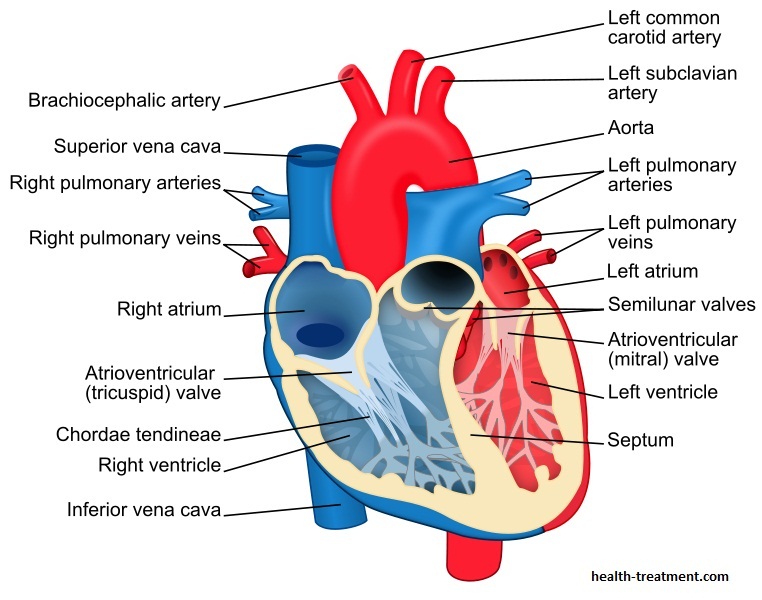 Left common
carotid artery
Left subclavian
artery
Brachiocephalic artery
Aorta
Superior vena cava
Right pulmonary arteries
Left pulmonary
arteries
Right pulmonary veins
Left pulmonary
veins
Left atrium
Right atrium
Semilunar valves
Atrioventricular
(mitral) valve
Atrioventricular
(tricuspid) valve
Left ventricle
Chordae tendineae
Septum
Right ventricle
Inferior vena cava
health-treatment.com